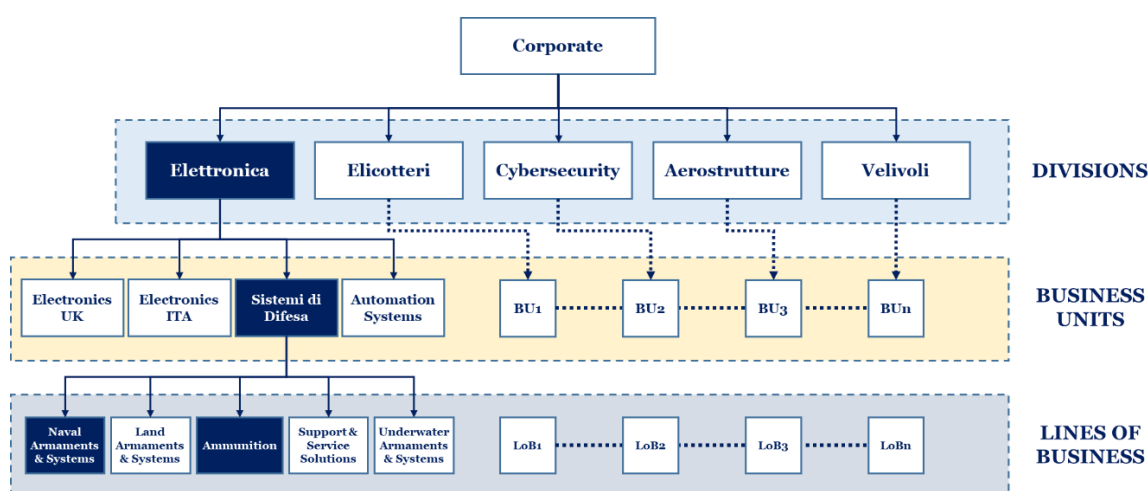 Corporate
Elettronica
Elicotteri
Cybersecurity
Aerostrutture
Velivoli
DIVISIONS
Electronics
UK
Electronics
ITA
Sistemi di
Difesa
Automation
Systems
BU1
BU2
BU3
BUn
BUSINESS
UNITS
Naval
Armaments
& Systems
Land
Armaments
& Systems
Ammunition
Support &
Service
Solutions
Underwater
Armaments
& Systems
LoB1
LoB2
LoB3
LoBn
LINES OF
BUSINESS